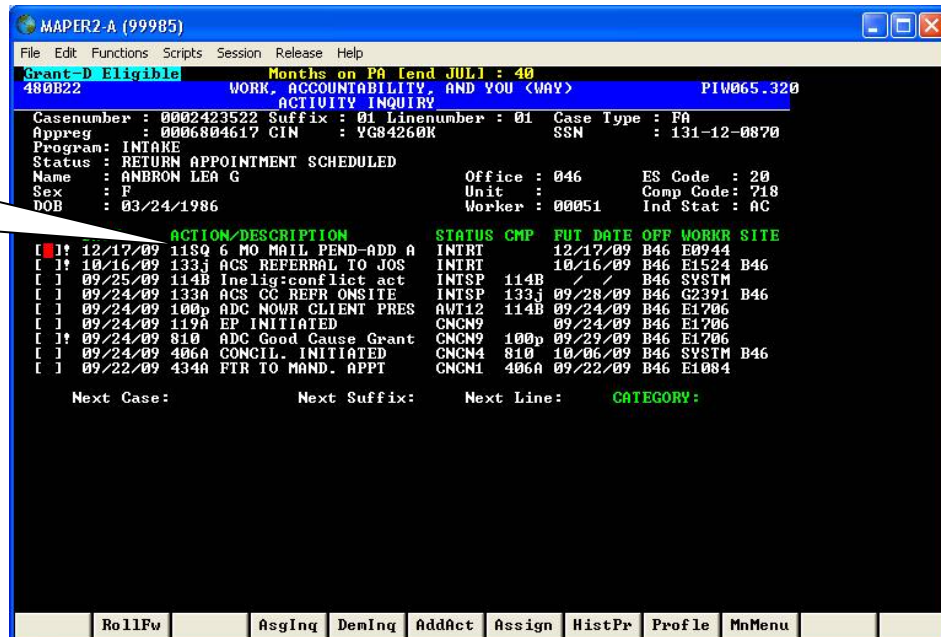 MAPER2-A (99985)
File Edit Functions Scripts Session Release Help
Grant-D Eligible Months on PA [end JUL] : 40
480B22 WORK, ACCOUNTABILITY, AND YOU <WAY> PIW065.320
ACTIVITY INQUIRY
Casenumber : 0002423522 Suffix : 01 Linenumber : 01 Case Type : FA
Appreg : 0006804617 CIN : YG84260K SSN : 131-12-0870
Program: INTAKE
Status : RETURN APPOINTMENT SCHEDULED
Name : ANBRON LEA G Office : 046 ES Code : 20
Sex : F Unit : Comp Code: 718
DOB : 03/24/1986 Worker : 00051 Ind Stat : AC
ACTION/DESCRIPTION STATUS CMP FUT DATE OFF WORKR SITE
[ ]! 12/17/09 11SQ 6 MO MAIL PEND-ADD A INTRT 12/17/09 B46 E0944
[ ]! 10/16/09 133j ACS REFERRAL TO JOS INTRT 10/16/09 B46 E1524 B46
[ ] 09/25/09 114B Inelig:conflict act INTSP 114B / / B46 SYSTM
[ ] 09/24/09 133A ACS CC REFR ONSITE INTSP 133j 09/28/09 B46 G2391 B46
[ ] 09/24/09 100p ADC NOWR CLIENT PRES AWT12 114B 09/24/09 B46 E1706
[ ] 09/24/09 119A EP INITIATED CNCN9 09/24/09 B46 E1706
[ ]! 09/24/09 810 ADC Good Cause Grant CNCN9 100p 09/29/09 B46 E1706
[ ] 09/24/09 406A CONCIL. INITIATED CNCN4 810 10/06/09 B46 SYSTM B46
[ ] 09/22/09 434A FTR TO MAND. APPT CNCN1 406A 09/22/09 B46 E1084
Next Case: Next Suffix: Next Line: CATEGORY:
RollFw AsgInq DemInq AddAct Assign HistPr Profle MnMenu